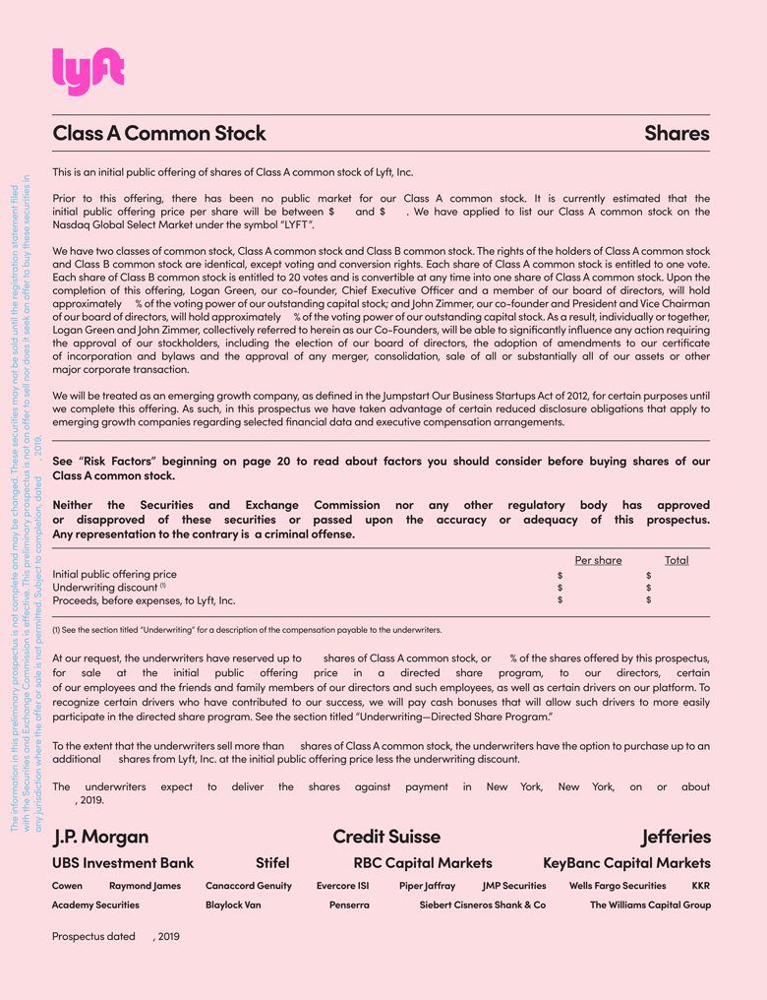 lyft
Class A Common Stock Shares
This is an initial public offering of shares of Class A common stock of Lyft, Inc.
Prior to this offering, there has been no public market for our Class A common stock. It is currently estimated that the
initial public offering price per share will be between $ and $ . We have applied to list our Class A common stock on the
Nasdaq Global Select Market under the symbol “LYFT”.
We have two classes of common stock, Class A common stock and Class B common stock. The rights of the holders of Class A common stock
and Class B common stock are identical, except voting and conversion rights. Each share of Class A common stock is entitled to one vote.
Each share of Class B common stock is entitled to 20 votes and is convertible at any time into one share of Class A common stock. Upon the
completion of this offering, Logan Green, our co-founder, Chief Executive Officer and a member of our board of directors, will hold
approximately % of the voting power of our outstanding capital stock; and John Zimmer, our co-founder and President and Vice Chairman
of our board of directors, will hold approximately % of the voting power of our outstanding capital stock. As a result, individually or together,
Logan Green and John Zimmer, collectively referred to herein as our Co-Founders, will be able to significantly influence any action requiring
the approval of our stockholders, including the election of our board of directors, the adoption of amendments to our certificate
of incorporation and bylaws and the approval of any merger, consolidation, sale of all or substantially all of our assets or other
major corporate transaction.
We will be treated as an emerging growth company, as defined in the Jumpstart Our Business Startups Act of 2012, for certain purposes until
we complete this offering. As such, in this prospectus we have taken advantage of certain reduced disclosure obligations that apply to
emerging growth companies regarding selected financial data and executive compensation arrangements.
See “Risk Factors” beginning on page 20 to read about factors you should consider before buying shares of our
Class A common stock.
Neither the Securities and Exchange Commission nor any other regulatory body has approved
or disapproved of these securities or passed upon the accuracy or adequacy of this prospectus.
Any representation to the contrary is a criminal offense.
Per share Total
Initial public offering price $ $
Underwriting discount (1) $ $
Proceeds, before expenses, to Lyft, Inc. $ $
(1) See the section titled “Underwriting” for a description of the compensation payable to the underwriters.
At our request, the underwriters have reserved up to shares of Class A common stock, or % of the shares offered by this prospectus,
for sale at the initial public offering price in a directed share program, to our directors, certain
of our employees and the friends and family members of our directors and such employees, as well as certain drivers on our platform. To
recognize certain drivers who have contributed to our success, we will pay cash bonuses that will allow such drivers to more easily
participate in the directed share program. See the section titled “Underwriting—Directed Share Program.”
To the extent that the underwriters sell more than shares of Class A common stock, the underwriters have the option to purchase up to an
additional shares from Lyft, Inc. at the initial public offering price less the underwriting discount.
The underwriters expect to deliver the shares against payment in New York, New York, on or about
, 2019.
J.P. Morgan Credit Suisse Jefferies
UBS Investment Bank Stifel RBC Capital Markets KeyBanc Capital Markets
Cowen Raymond James Canaccord Genuity Evercore ISI Piper Jaffray JMP Securities Wells Fargo Securities KKR
Academy Securities Blaylock Van Penserra Siebert Cisneros Shank & Co The Williams Capital Group
Prospectus dated , 2019
The information in this preliminary prospectus is not complete and may be changed. These securities may not be sold until the registration statement filed
with the Securities and Exchange Commission is effective. This preliminary prospectus is not an offer to sell nor does it seek an offer to buy these securities in
any jurisdiction where the offer or sale is not permitted. Subject to completion, dated , 2019.